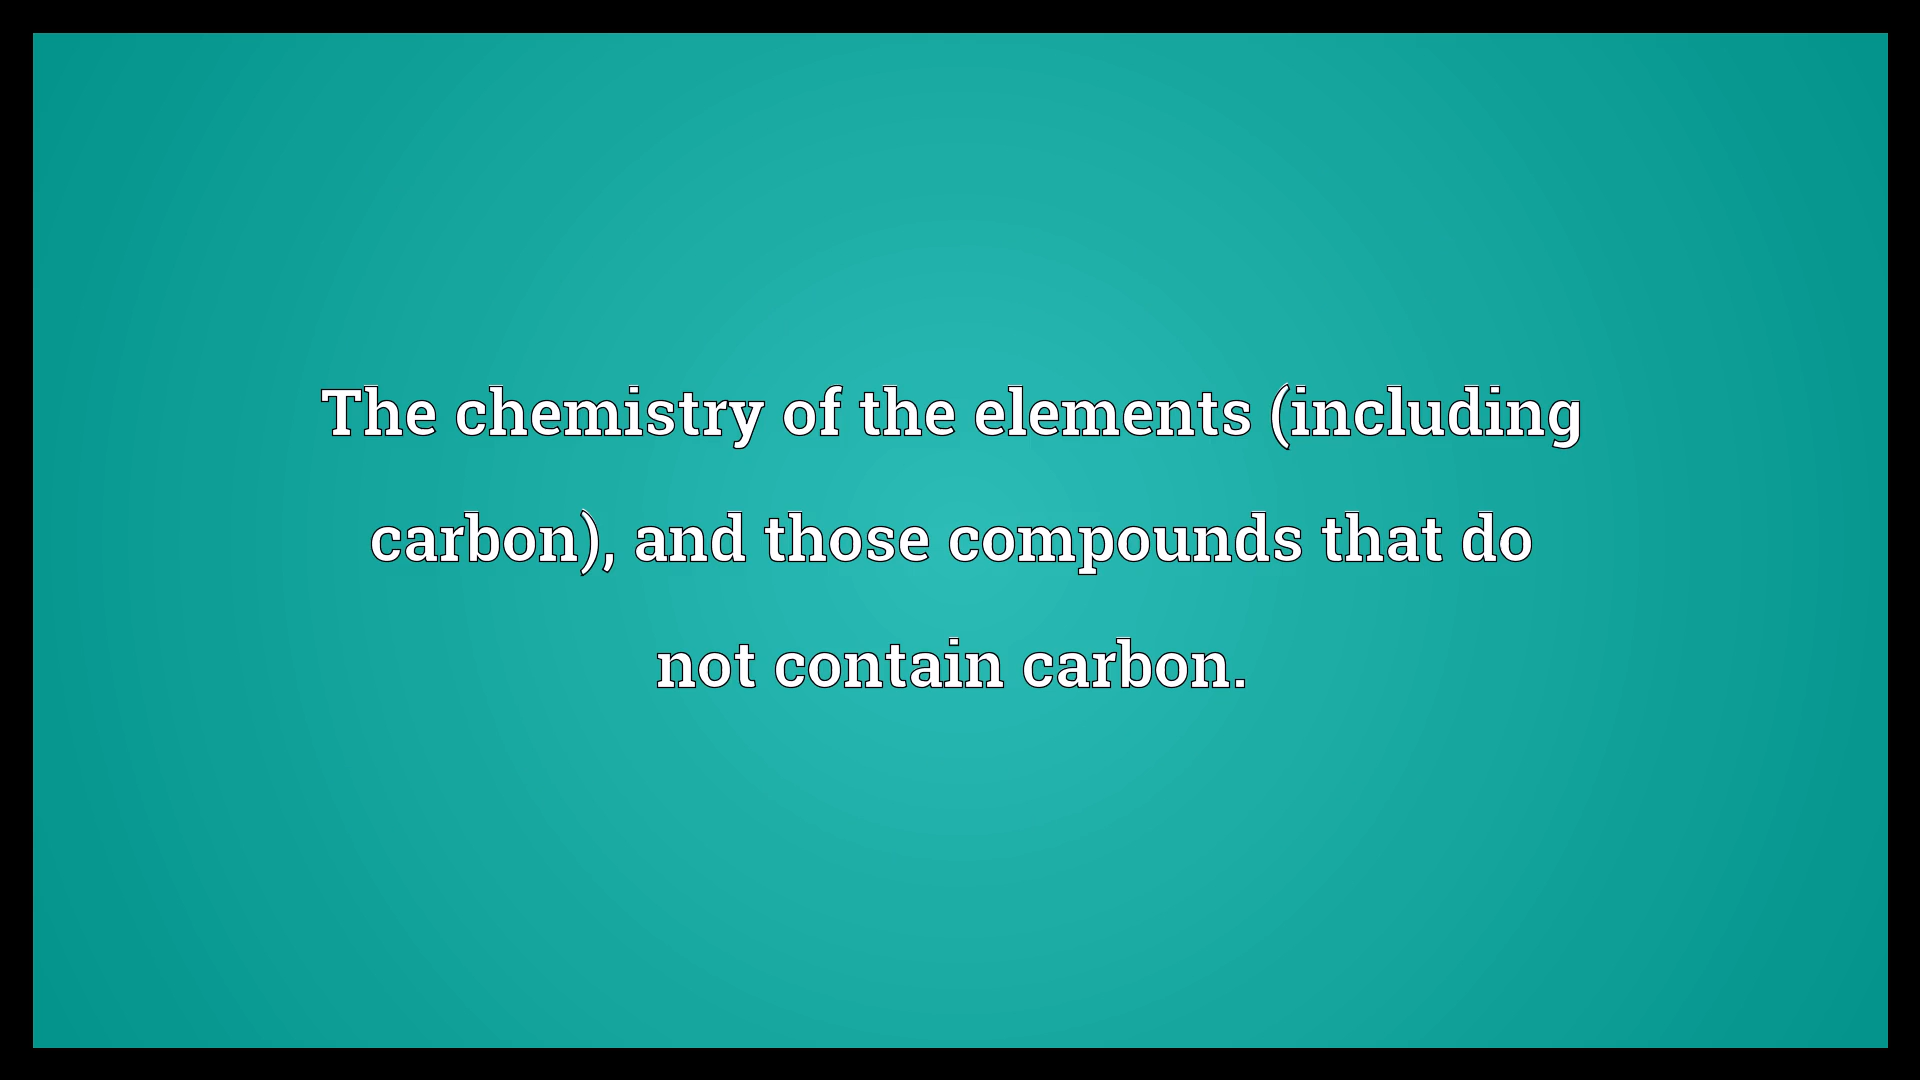 The chemistry of the elements (including
carbon), and those compounds that do
not contain carbon.